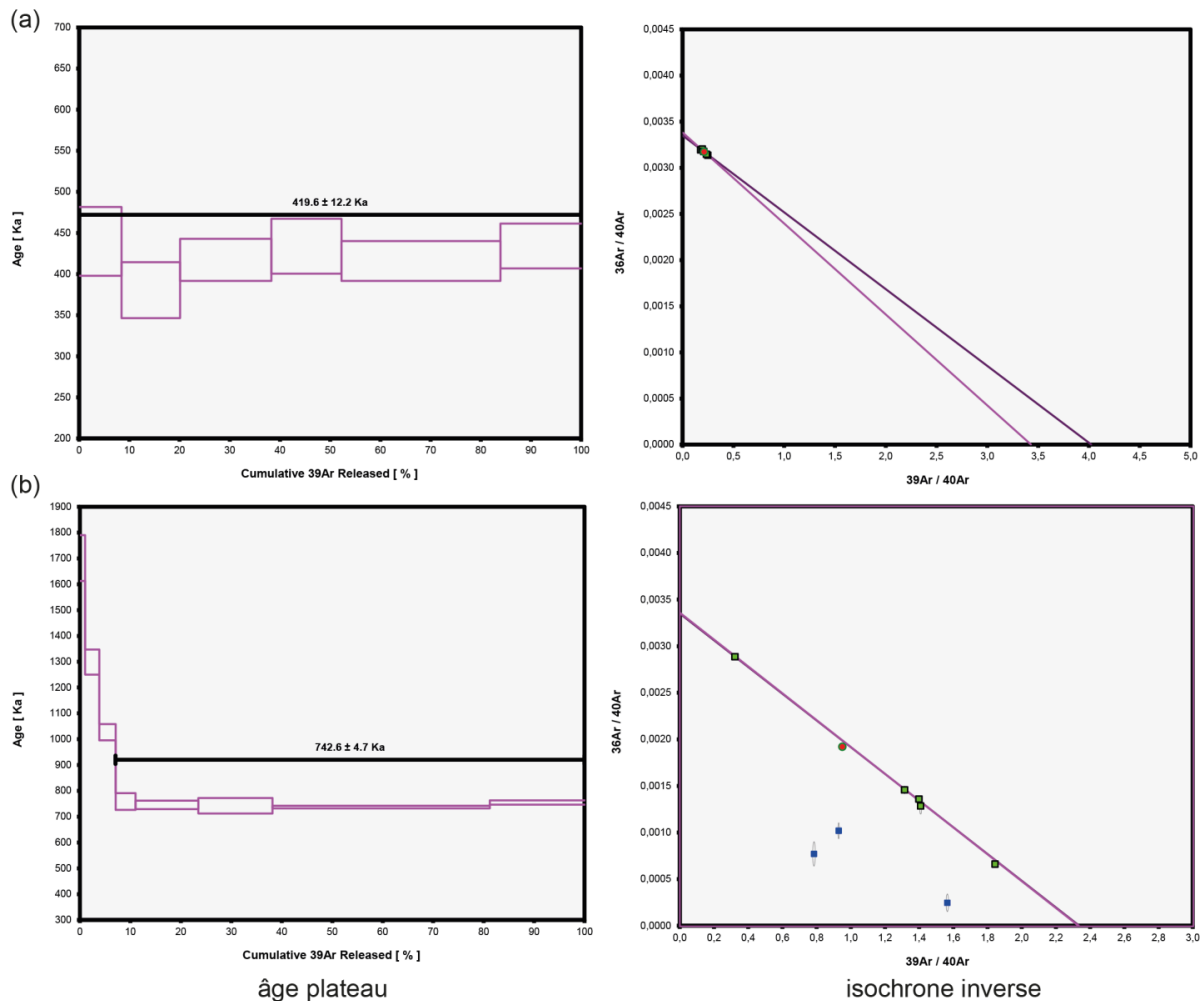 (a)
700
650
600
550
500
450
400
350
300
250
200
Age [ Ka ]
419.6 ± 12.2 Ka
0 10 20 30 40 50 60 70 80 90 100
Cumulative 39Ar Released [ % ]
0,0045
0,0040
0,0035
0,0030
0,0025
0,0020
0,0015
0,0010
0,0005
0,0000
36Ar / 40Ar
0,0 0,5 1,0 1,5 2,0 2,5 3,0 3,5 4,0 4,5 5,0
39Ar / 40Ar
(b)
1900
1800
1700
1600
1500
1400
1300
1200
1100
1000
900
800
700
600
500
400
300
Age [ Ka ]
742.6 ± 4.7 Ka
0 10 20 30 40 50 60 70 80 90 100
Cumulative 39Ar Released [ % ]
âge plateau
0,0045
0,0040
0,0035
0,0030
0,0025
0,0020
0,0015
0,0010
0,0005
0,0000
36Ar / 40Ar
0,0 0,2 0,4 0,6 0,8 1,0 1,2 1,4 1,6 1,8 2,0 2,2 2,4 2,6 2,8 3,0
39Ar / 40Ar
isochrone inverse